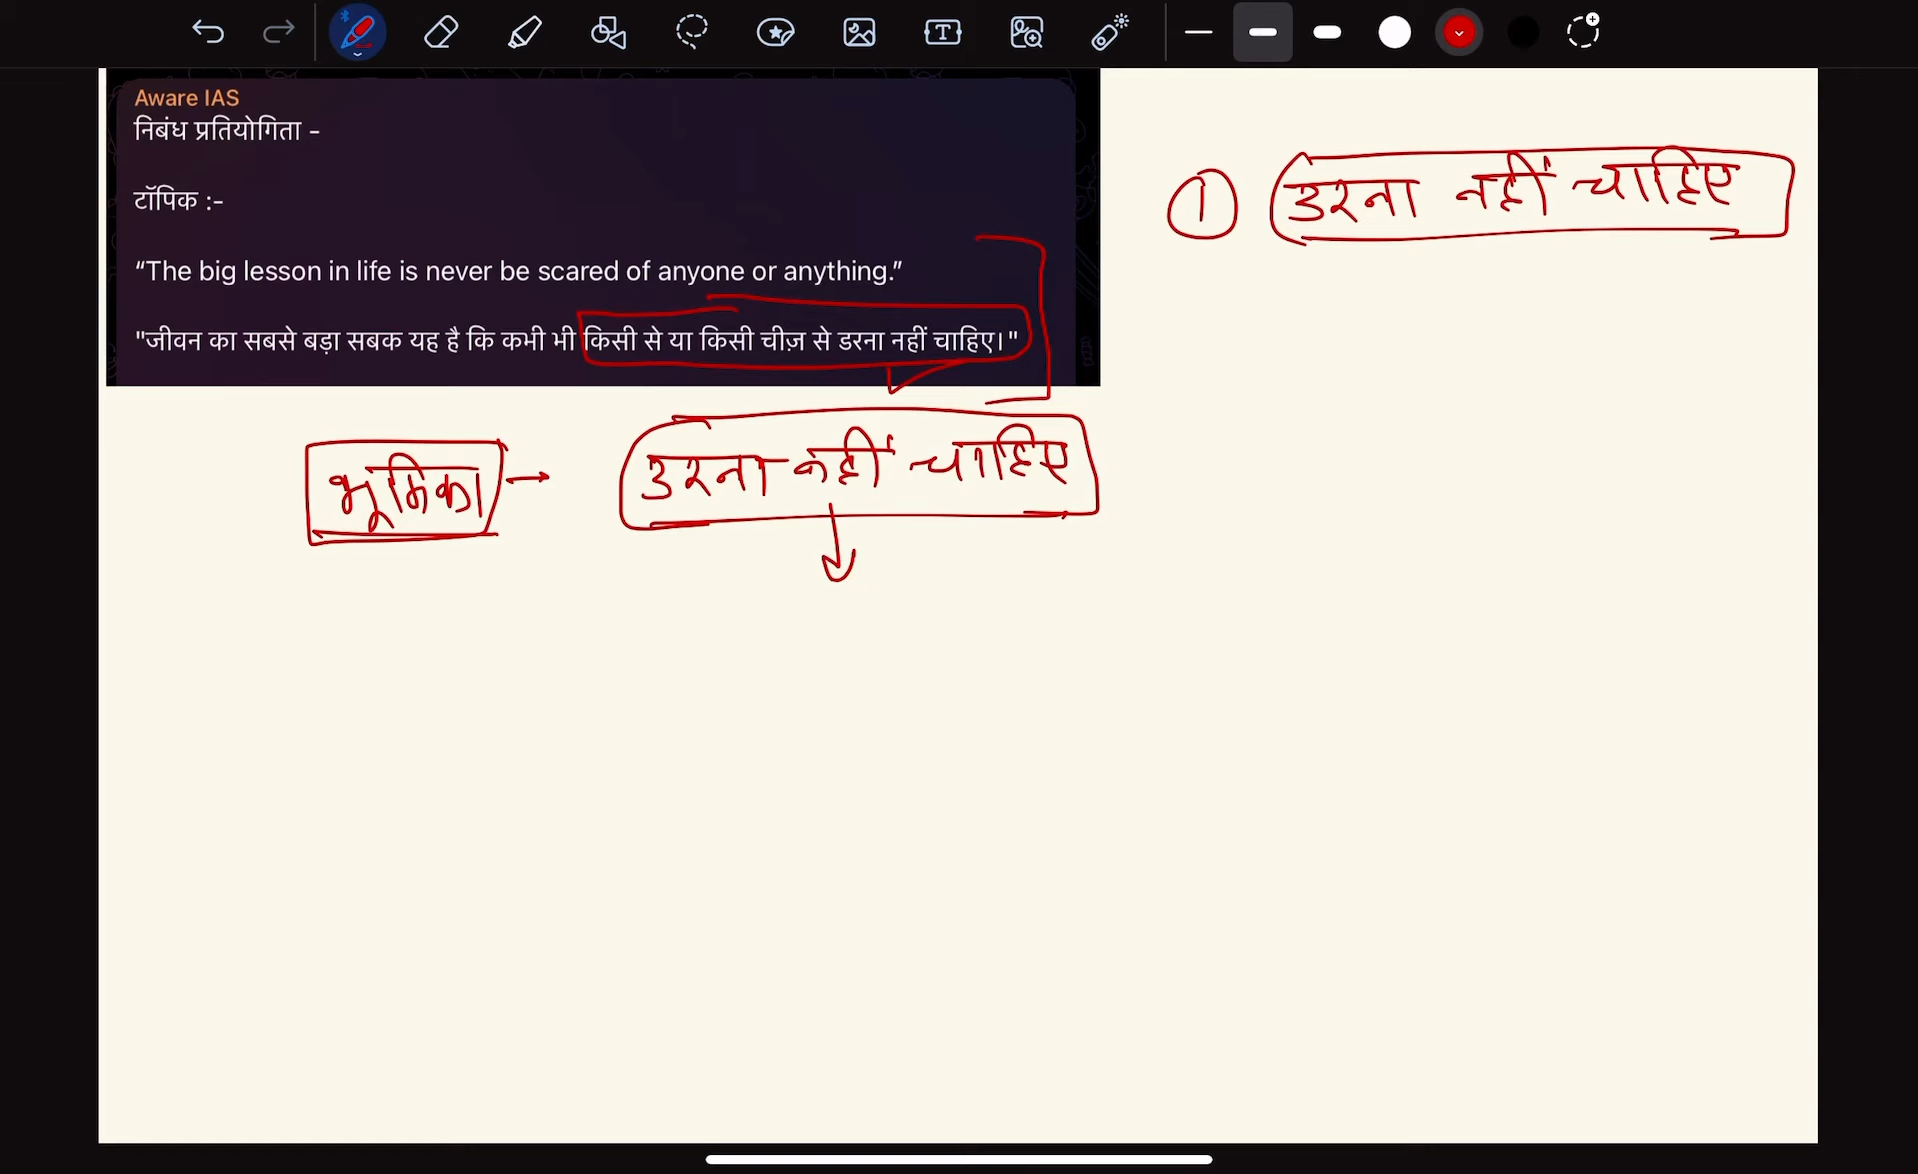 Aware IAS
निबंध प्रतियोगिता -
टॉपिक :-
“The big lesson in life is never be scared of anyone or anything.”
"जीवन का सबसे बड़ा सबक यह है कि कभी भी किसी से या किसी चीज़ से डरना नहीं चाहिए।"
भूमिका → डरना नहीं चाहिए
① डरना नहीं चाहिए